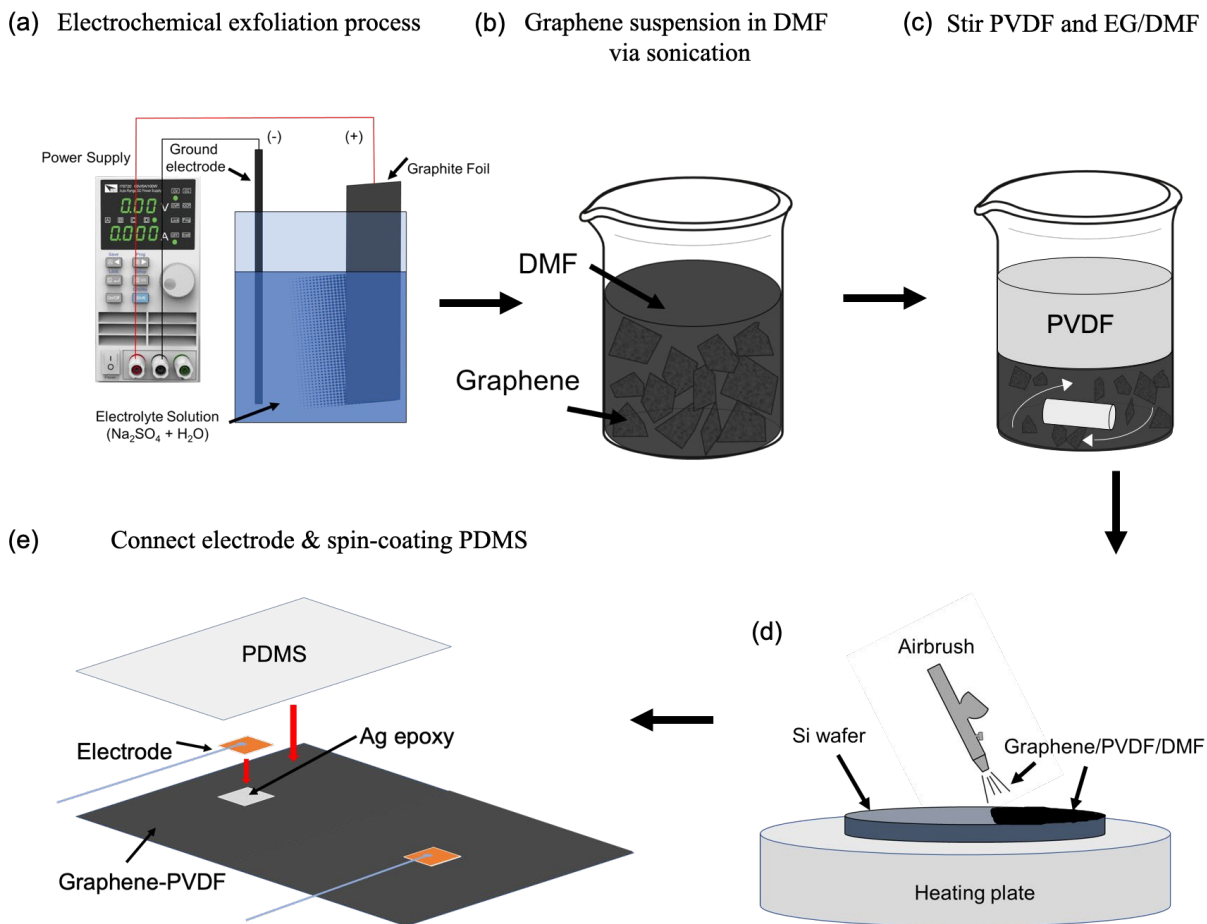 (a) Electrochemical exfoliation process
(b) Graphene suspension in DMF
via sonication
(c) Stir PVDF and EG/DMF
Power Supply
Ground
electrode
(-)
(+)
Graphite Foil
0.00 V
0.000 A
Electrolyte Solution
(Na₂SO₄ + H₂O)
DMF
Graphene
PVDF
(e) Connect electrode & spin-coating PDMS
PDMS
Electrode
Ag epoxy
Graphene-PVDF
(d)
Airbrush
Si wafer
Graphene/PVDF/DMF
Heating plate